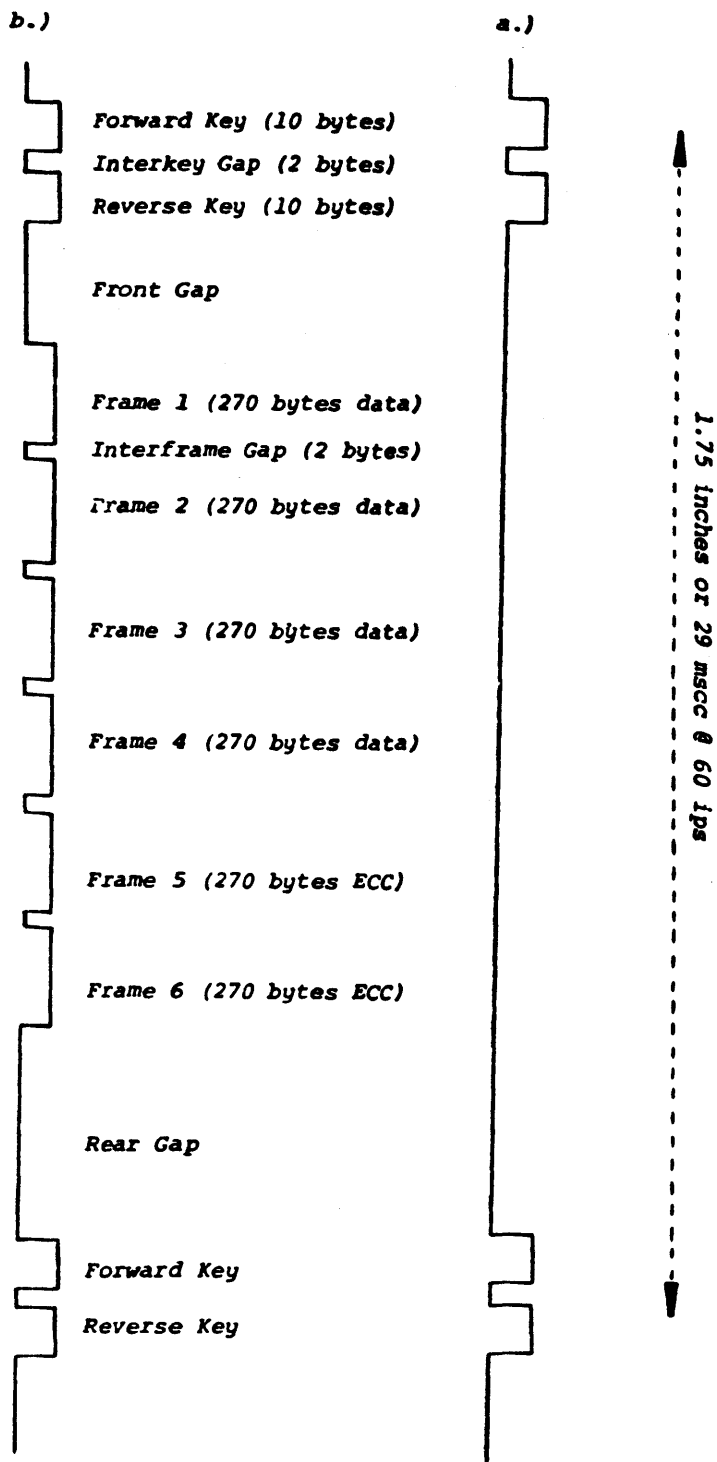 b.)
a.)
Forward Key (10 bytes)
Interkey Gap (2 bytes)
Reverse Key (10 bytes)
Front Gap
Frame 1 (270 bytes data)
Interframe Gap (2 bytes)
Frame 2 (270 bytes data)
Frame 3 (270 bytes data)
Frame 4 (270 bytes data)
Frame 5 (270 bytes ECC)
Frame 6 (270 bytes ECC)
Rear Gap
Forward Key
Reverse Key
1.75 inches or 29 msec @ 60 ips